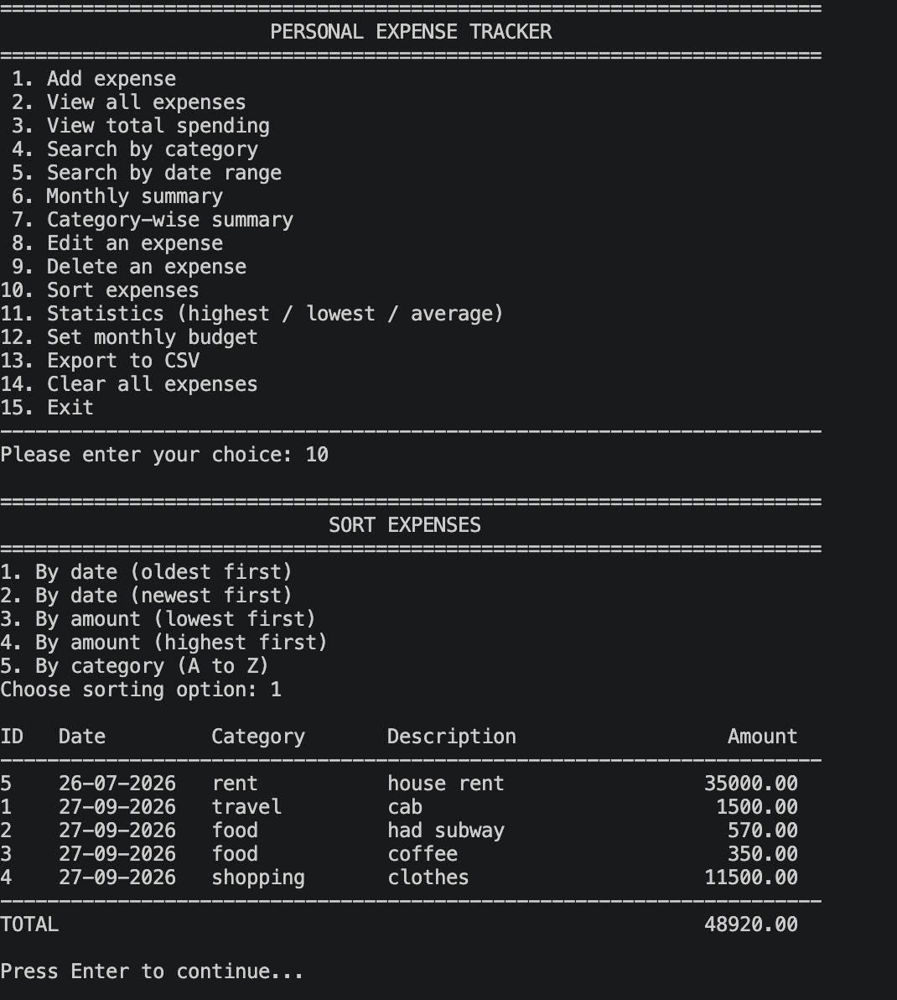 ======================================================================
PERSONAL EXPENSE TRACKER
======================================================================
1. Add expense
2. View all expenses
3. View total spending
4. Search by category
5. Search by date range
6. Monthly summary
7. Category-wise summary
8. Edit an expense
9. Delete an expense
10. Sort expenses
11. Statistics (highest / lowest / average)
12. Set monthly budget
13. Export to CSV
14. Clear all expenses
15. Exit
----------------------------------------------------------------------
Please enter your choice: 10
======================================================================
SORT EXPENSES
======================================================================
1. By date (oldest first)
2. By date (newest first)
3. By amount (lowest first)
4. By amount (highest first)
5. By category (A to Z)
Choose sorting option: 1
ID   Date         Category       Description                  Amount
----------------------------------------------------------------------
5    26-07-2026   rent           house rent                 35000.00
1    27-09-2026   travel         cab                         1500.00
2    27-09-2026   food           had subway                   570.00
3    27-09-2026   food           coffee                       350.00
4    27-09-2026   shopping       clothes                    11500.00
----------------------------------------------------------------------
TOTAL                                                       48920.00
Press Enter to continue...